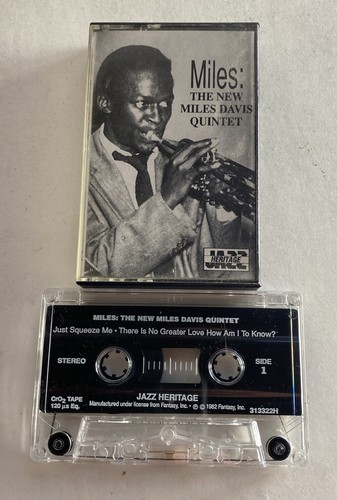 Miles:
THE NEW
MILES DAVIS
QUINTET
JAZZ
HERITAGE
MILES: THE NEW MILES DAVIS QUINTET
Just Squeeze Me • There Is No Greater Love How Am I To Know?
STEREO
SIDE
1
CrO2 TAPE
120 µs Eq.
JAZZ HERITAGE
Manufactured under license from Fantasy, Inc. • ℗ © 1982 Fantasy, Inc.
313322H